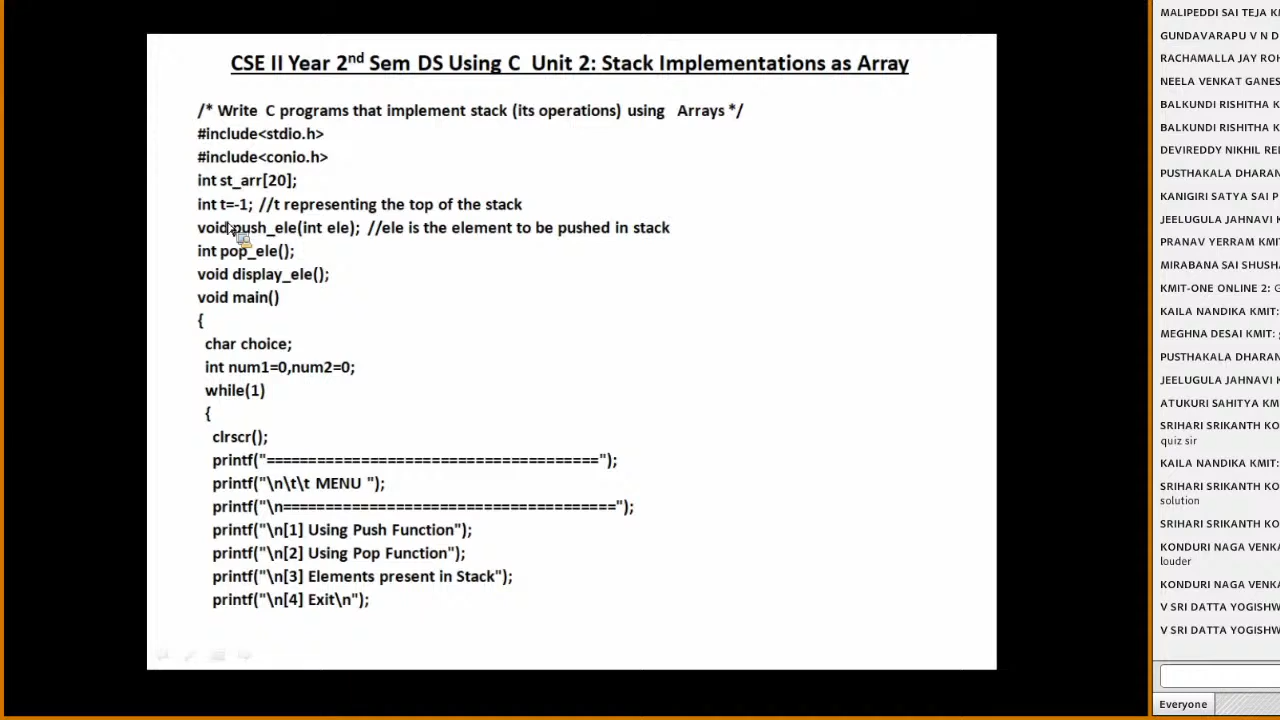 CSE II Year 2nd Sem DS Using C Unit 2: Stack Implementations as Array
/* Write C programs that implement stack (its operations) using Arrays */
#include<stdio.h>
#include<conio.h>
int st_arr[20];
int t=-1; //t representing the top of the stack
void push_ele(int ele); //ele is the element to be pushed in stack
int pop_ele();
void display_ele();
void main()
{
char choice;
int num1=0,num2=0;
while(1)
{
clrscr();
printf("====================================");
printf("\n\t\t MENU ");
printf("\n====================================");
printf("\n[1] Using Push Function");
printf("\n[2] Using Pop Function");
printf("\n[3] Elements present in Stack");
printf("\n[4] Exit\n");
MALIPEDDI SAI TEJA
GUNDAVARAPU V N D
RACHAMALLA JAY
NEELA VENKAT
BALKUNDI RISHITHA
BALKUNDI RISHITHA
DEVIREDDY NIKHIL
PUSTHAKALA
KANIGIRI SATYA SAI
JEELUGULA JAHNAVI
PRANAV YERRAM
MIRABANA SAI
KMIT-ONE ONLINE 2:
KAILA NANDIKA KMIT:
MEGHNA DESAI KMIT:
PUSTHAKALA
JEELUGULA JAHNAVI
ATUKURI SAHITYA
SRIHARI SRIKANTH
quiz sir
KAILA NANDIKA KMIT:
SRIHARI SRIKANTH
solution
SRIHARI SRIKANTH
KONDURI NAGA
louder
KONDURI NAGA
V SRI DATTA
V SRI DATTA
Everyone